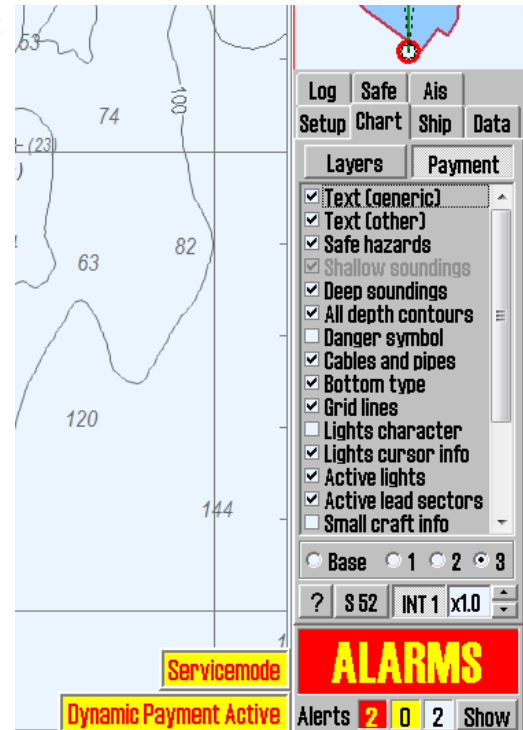 53
100
74
(23)
)
82
63
120
144
1
Servicemode
Dynamic Payment Active
Log Safe Ais
Setup Chart Ship Data
Layers Payment
Text (generic)
Text (other)
Safe hazards
Shallow soundings
Deep soundings
All depth contours
Danger symbol
Cables and pipes
Bottom type
Grid lines
Lights character
Lights cursor info
Active lights
Active lead sectors
Small craft info
Base 1 2 3
? S 52 INT 1 x1.0
ALARMS
Alerts 2 0 2 Show